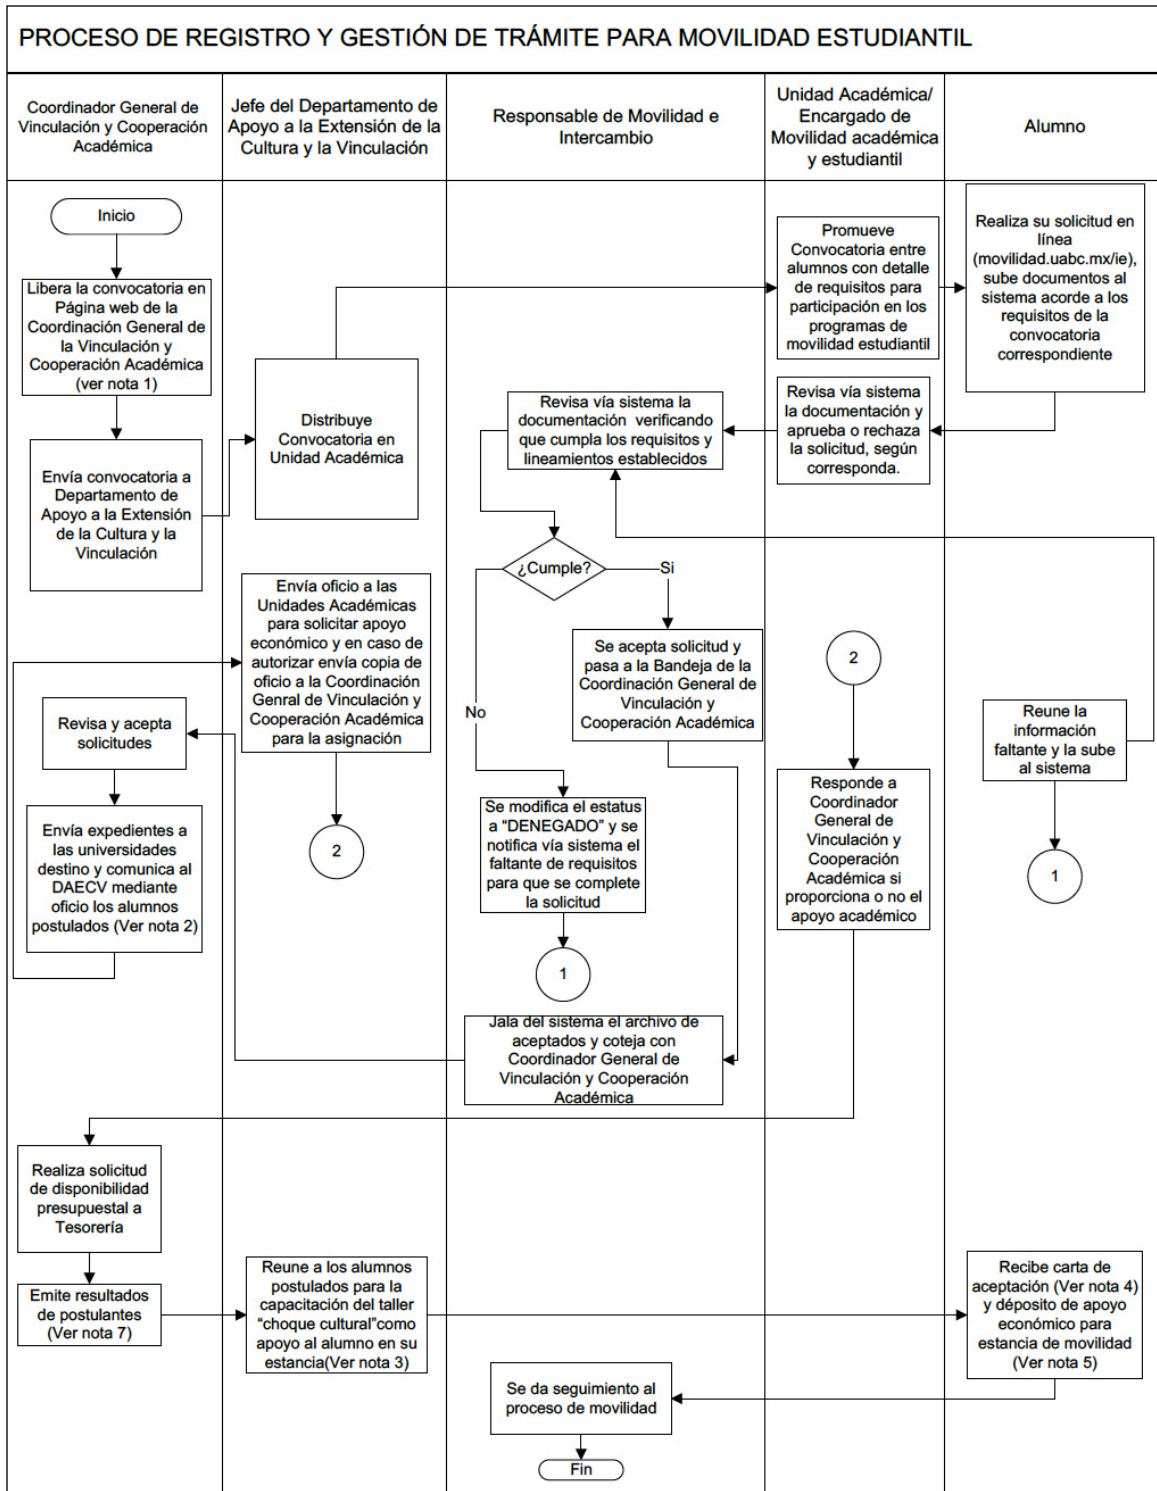 PROCESO DE REGISTRO Y GESTIÓN DE TRÁMITE PARA MOVILIDAD ESTUDIANTIL
Coordinador General de
Vinculación y Cooperación
Académica
Jefe del Departamento de
Apoyo a la Extensión de la
Cultura y la Vinculación
Responsable de Movilidad e
Intercambio
Unidad Académica/
Encargado de
Movilidad académica
y estudiantil
Alumno
Inicio
Libera la convocatoria en
Página web de la
Coordinación General de
la Vinculación y
Cooperación Académica
(ver nota 1)
Envía convocatoria a
Departamento de
Apoyo a la Extensión
de la Cultura y la
Vinculación
Distribuye
Convocatoria en
Unidad Académica
Promueve
Convocatoria entre
alumnos con detalle
de requisitos para
participación en los
programas de
movilidad estudiantil
Realiza su solicitud en
línea
(movilidad.uabc.mx/ie),
sube documentos al
sistema acorde a los
requisitos de la
convocatoria
correspondiente
Revisa vía sistema
la documentación y
aprueba o rechaza
la solicitud, según
corresponda.
Revisa vía sistema la
documentación verificando
que cumpla los requisitos y
lineamientos establecidos
¿Cumple?
Si
No
Se acepta solicitud y
pasa a la Bandeja de la
Coordinación General de
Vinculación y
Cooperación Académica
Se modifica el estatus
a “DENEGADO” y se
notifica vía sistema el
faltante de requisitos
para que se complete
la solicitud
1
Reune la
información
faltante y la sube
al sistema
1
Jala del sistema el archivo de
aceptados y coteja con
Coordinador General de
Vinculación y Cooperación
Académica
Revisa y acepta
solicitudes
Envía expedientes a
las universidades
destino y comunica al
DAECV mediante
oficio los alumnos
postulados (Ver nota 2)
Envía oficio a las
Unidades Académicas
para solicitar apoyo
económico y en caso de
autorizar envía copia de
oficio a la Coordinación
Genral de Vinculación y
Cooperación Académica
para la asignación
2
2
Responde a
Coordinador
General de
Vinculación y
Cooperación
Académica si
proporciona o no el
apoyo académico
Realiza solicitud
de disponibilidad
presupuestal a
Tesorería
Emite resultados
de postulantes
(Ver nota 7)
Reune a los alumnos
postulados para la
capacitación del taller
“choque cultural”como
apoyo al alumno en su
estancia(Ver nota 3)
Recibe carta de
aceptación (Ver nota 4)
y déposito de apoyo
económico para
estancia de movilidad
(Ver nota 5)
Se da seguimiento al
proceso de movilidad
Fin